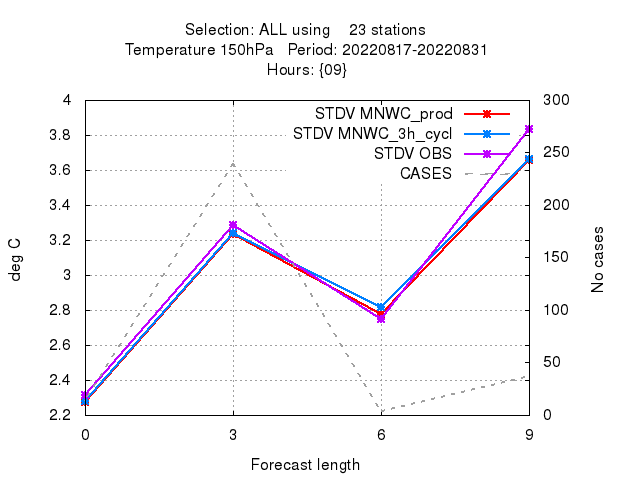 Selection: ALL using    23 stations
Temperature 150hPa   Period: 20220817-20220831
Hours: {09}
STDV MNWC_prod
STDV MNWC_3h_cycl
STDV OBS
CASES
4
3.8
3.6
3.4
3.2
3
2.8
2.6
2.4
2.2
deg C
300
250
200
150
100
50
0
No cases
0 3 6 9
Forecast length